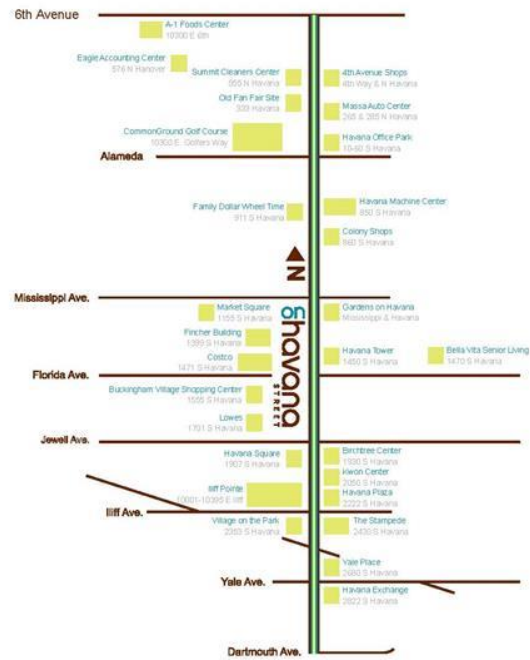 6th Avenue
A-1 Foods Center
10300 E 6th
Eagle Accounting Center
576 N Hanover
Summit Cleaners Center
955 N Havana
4th Avenue Shops
4th Way & N Havana
Old Fan Fair Site
333 Havana
Massa Auto Center
265 & 285 N Havana
CommonGround Golf Course
10300 E. Golfers Way
Havana Office Park
10-60 S Havana
Alameda
Family Dollar Wheel Time
911 S Havana
Havana Machine Center
850 S Havana
Colony Shops
860 S Havana
N
Mississippi Ave.
Market Square
1155 S Havana
Gardens on Havana
Mississippi & Havana
on havana
STREET
Fincher Building
1399 S Havana
Costco
1471 S Havana
Havana Tower
1450 S Havana
Bella Vita Senior Living
1470 S Havana
Florida Ave.
Buckingham Village Shopping Center
1555 S Havana
Lowes
1701 S Havana
Jewell Ave.
Havana Square
1907 S Havana
Birchtree Center
1930 S Havana
Kwon Center
2050 S Havana
Iliff Pointe
10001-10395 E Iliff
Havana Plaza
2222 S Havana
Iliff Ave.
Village on the Park
2353 S Havana
The Stampede
2430 S Havana
Yale Place
2680 S Havana
Yale Ave.
Havana Exchange
2822 S Havana
Dartmouth Ave.